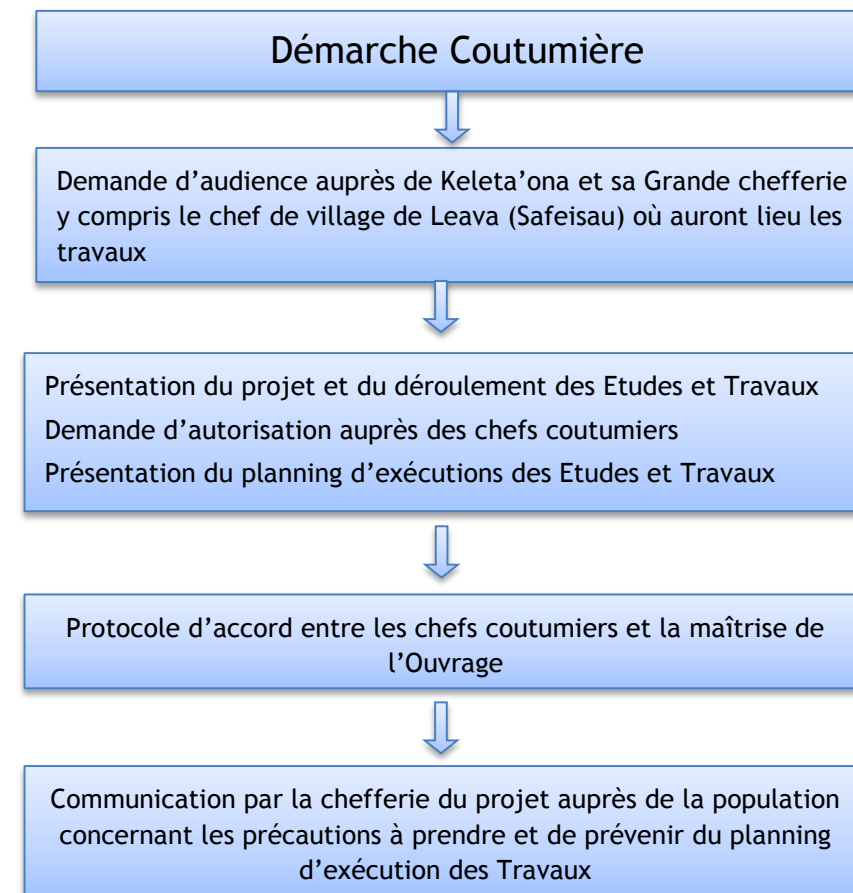 Démarche Coutumière
Demande d’audience auprès de Keleta’ona et sa Grande chefferie
y compris le chef de village de Leava (Safeisau) où auront lieu les
travaux
Présentation du projet et du déroulement des Etudes et Travaux
Demande d’autorisation auprès des chefs coutumiers
Présentation du planning d’exécutions des Etudes et Travaux
Protocole d’accord entre les chefs coutumiers et la maîtrise de
l’Ouvrage
Communication par la chefferie du projet auprès de la population
concernant les précautions à prendre et de prévenir du planning
d’exécution des Travaux